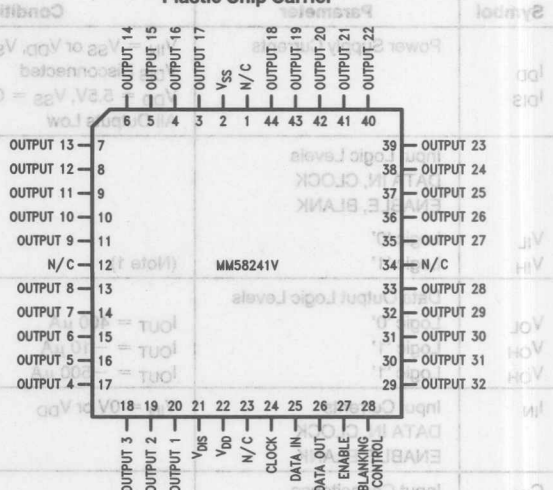 Plastic Chip Carrier
OUTPUT 14
OUTPUT 15
OUTPUT 16
OUTPUT 17
VSS
N/C
OUTPUT 18
OUTPUT 19
OUTPUT 20
OUTPUT 21
OUTPUT 22
6 5 4 3 2 1 44 43 42 41 40
OUTPUT 13 7 39 OUTPUT 23
OUTPUT 12 8 38 OUTPUT 24
OUTPUT 11 9 37 OUTPUT 25
OUTPUT 10 10 36 OUTPUT 26
OUTPUT 9 11 35 OUTPUT 27
N/C 12 MM58241V 34 N/C
OUTPUT 8 13 33 OUTPUT 28
OUTPUT 7 14 32 OUTPUT 29
OUTPUT 6 15 31 OUTPUT 30
OUTPUT 5 16 30 OUTPUT 31
OUTPUT 4 17 29 OUTPUT 32
18 19 20 21 22 23 24 25 26 27 28
OUTPUT 3
OUTPUT 2
OUTPUT 1
VDIS
VDD
N/C
CLOCK
DATA IN
DATA OUT
ENABLE
BLANKING
CONTROL